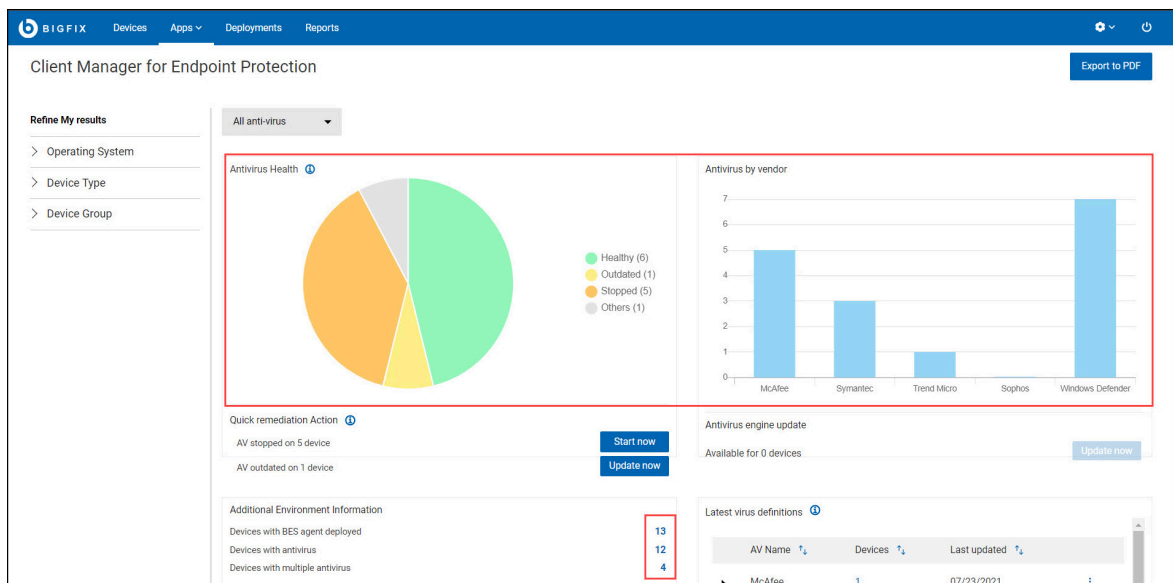 BIGFIX Devices Apps Deployments Reports
Client Manager for Endpoint Protection
Export to PDF
Refine My results
Operating System
Device Type
Device Group
All anti-virus
Antivirus Health
Healthy (6)
Outdated (1)
Stopped (5)
Others (1)
Antivirus by vendor
7
6
5
4
3
2
1
0
McAfee Symantec Trend Micro Sophos Windows Defender
Quick remediation Action
AV stopped on 5 device Start now
AV outdated on 1 device Update now
Antivirus engine update
Available for 0 devices Update now
Additional Environment Information
Devices with BES agent deployed 13
Devices with antivirus 12
Devices with multiple antivirus 4
Latest virus definitions
AV Name Devices Last updated
McAfee 1 07/23/2021